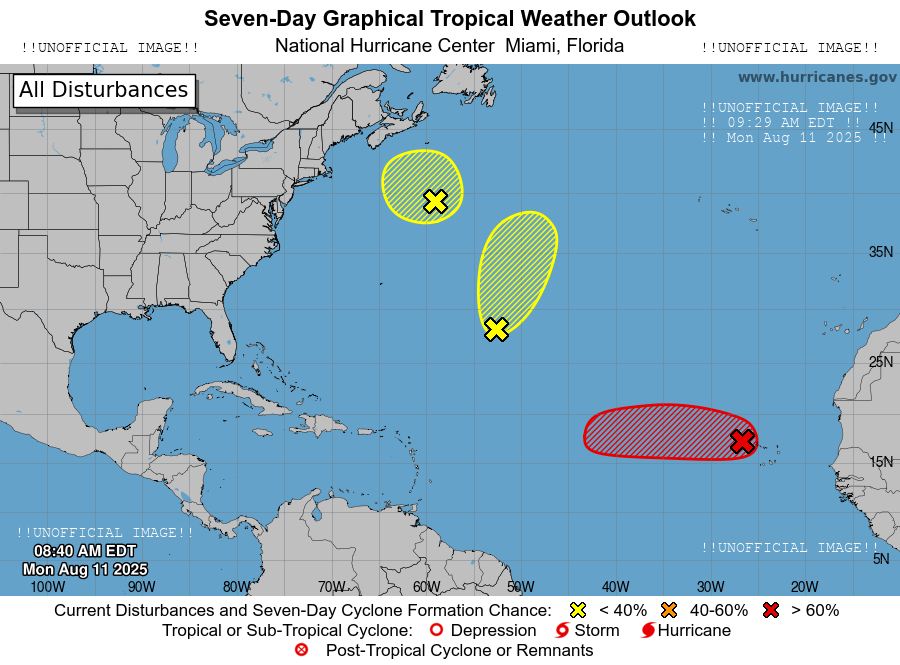 Seven-Day Graphical Tropical Weather Outlook
!!UNOFFICIAL IMAGE!! National Hurricane Center Miami, Florida !!UNOFFICIAL IMAGE!!
All Disturbances
www.hurricanes.gov
!!UNOFFICIAL IMAGE!!
!! 09:29 AM EDT !!
!! Mon Aug 11 2025 !!
45N
35N
25N
15N
!!UNOFFICIAL IMAGE!!
08:40 AM EDT
Mon Aug 11 2025
!!UNOFFICIAL IMAGE!!
5N
100W 90W 80W 70W 60W 50W 40W 30W 20W
Current Disturbances and Seven-Day Cyclone Formation Chance: < 40% 40-60% > 60%
Tropical or Sub-Tropical Cyclone: Depression Storm Hurricane
Post-Tropical Cyclone or Remnants